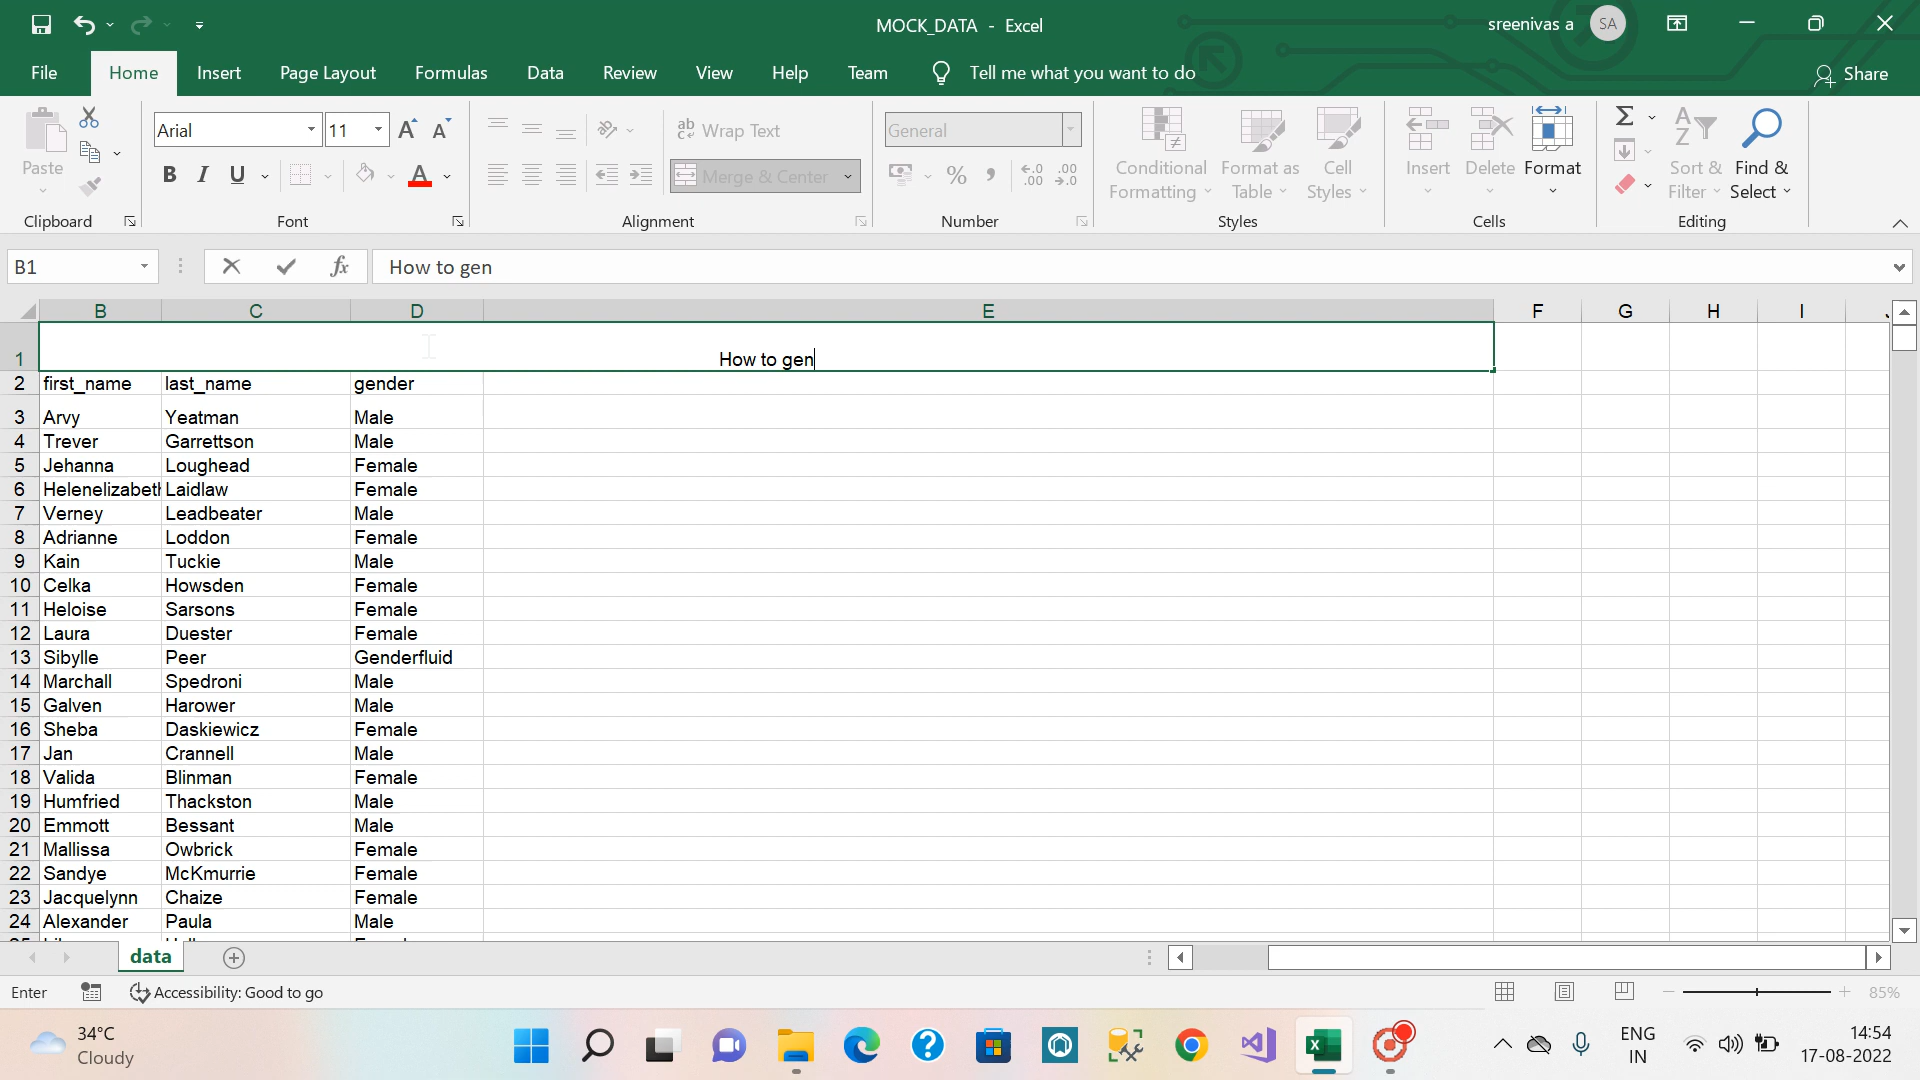 MOCK_DATA - Excel
sreenivas a SA
File Home Insert Page Layout Formulas Data Review View Help Team Tell me what you want to do Share
Arial 11 Wrap Text General
Paste Merge & Center Conditional Formatting Format as Table Cell Styles Insert Delete Format Sort & Filter Find & Select
Clipboard Font Alignment Number Styles Cells Editing
B1 fx How to gen
B C D E F G H I
1 How to gen
2 first_name last_name gender
3 Arvy Yeatman Male
4 Trever Garrettson Male
5 Jehanna Loughead Female
6 Helenelizabeth Laidlaw Female
7 Verney Leadbeater Male
8 Adrianne Loddon Female
9 Kain Tuckie Male
10 Celka Howsden Female
11 Heloise Sarsons Female
12 Laura Duester Female
13 Sibylle Peer Genderfluid
14 Marchall Spedroni Male
15 Galven Harower Male
16 Sheba Daskiewicz Female
17 Jan Crannell Male
18 Valida Blinman Female
19 Humfried Thackston Male
20 Emmott Bessant Male
21 Mallissa Owbrick Female
22 Sandye McKmurrie Female
23 Jacquelynn Chaize Female
24 Alexander Paula Male
data
Enter Accessibility: Good to go 85%
34°C ENG 14:54
Cloudy IN 17-08-2022